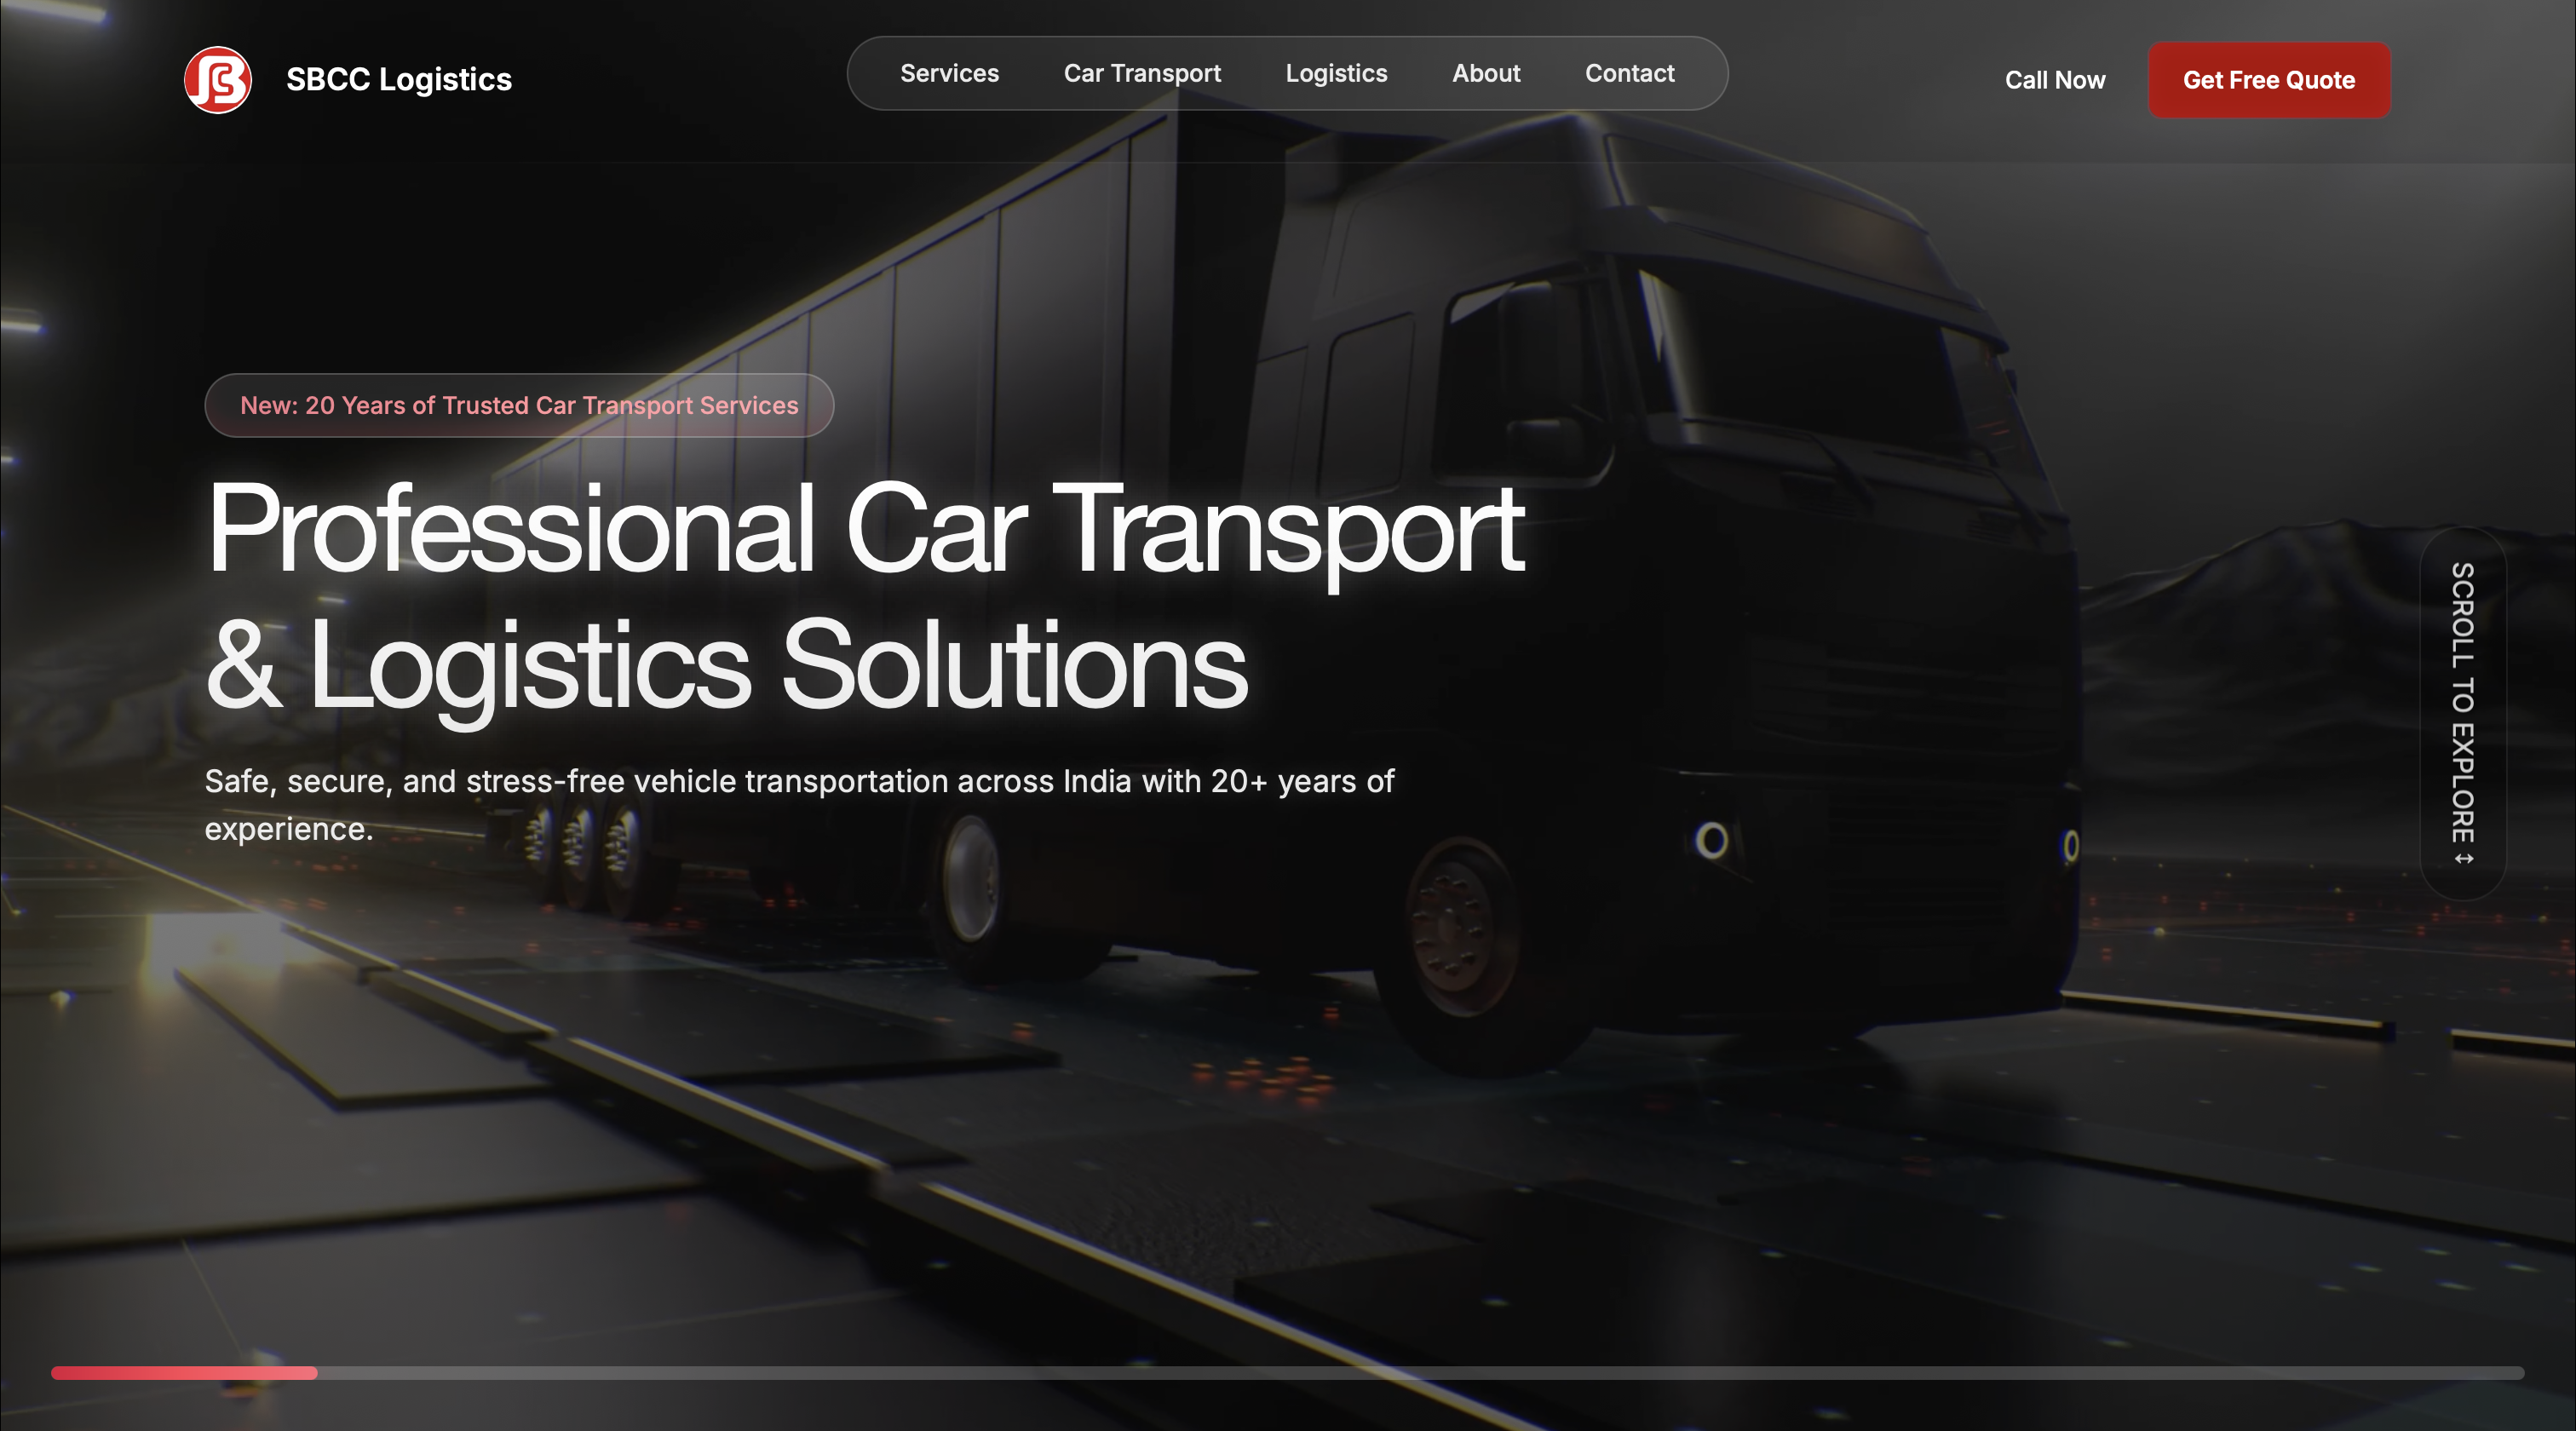 SBCC Logistics
Services
Car Transport
Logistics
About
Contact
Call Now
Get Free Quote
New: 20 Years of Trusted Car Transport Services
Professional Car Transport
& Logistics Solutions
Safe, secure, and stress-free vehicle transportation across India with 20+ years of
experience.
SCROLL TO EXPLORE ↔